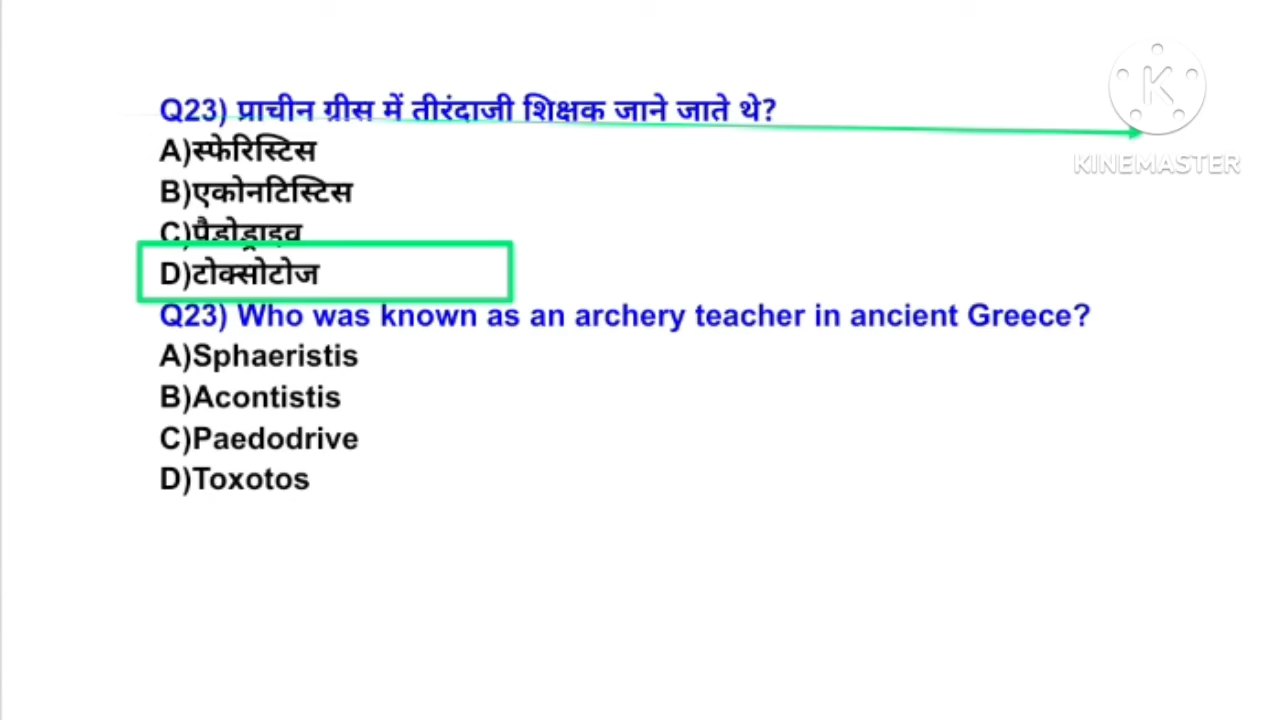 Q23) प्राचीन ग्रीस में तीरंदाजी शिक्षक जाने जाते थे?
A)स्फेरिस्टिस
B)एकोनटिस्टिस
C)पैडोड्राइव
D)टोक्सोटोज
Q23) Who was known as an archery teacher in ancient Greece?
A)Sphaeristis
B)Acontistis
C)Paedodrive
D)Toxotos
K
KINEMASTER